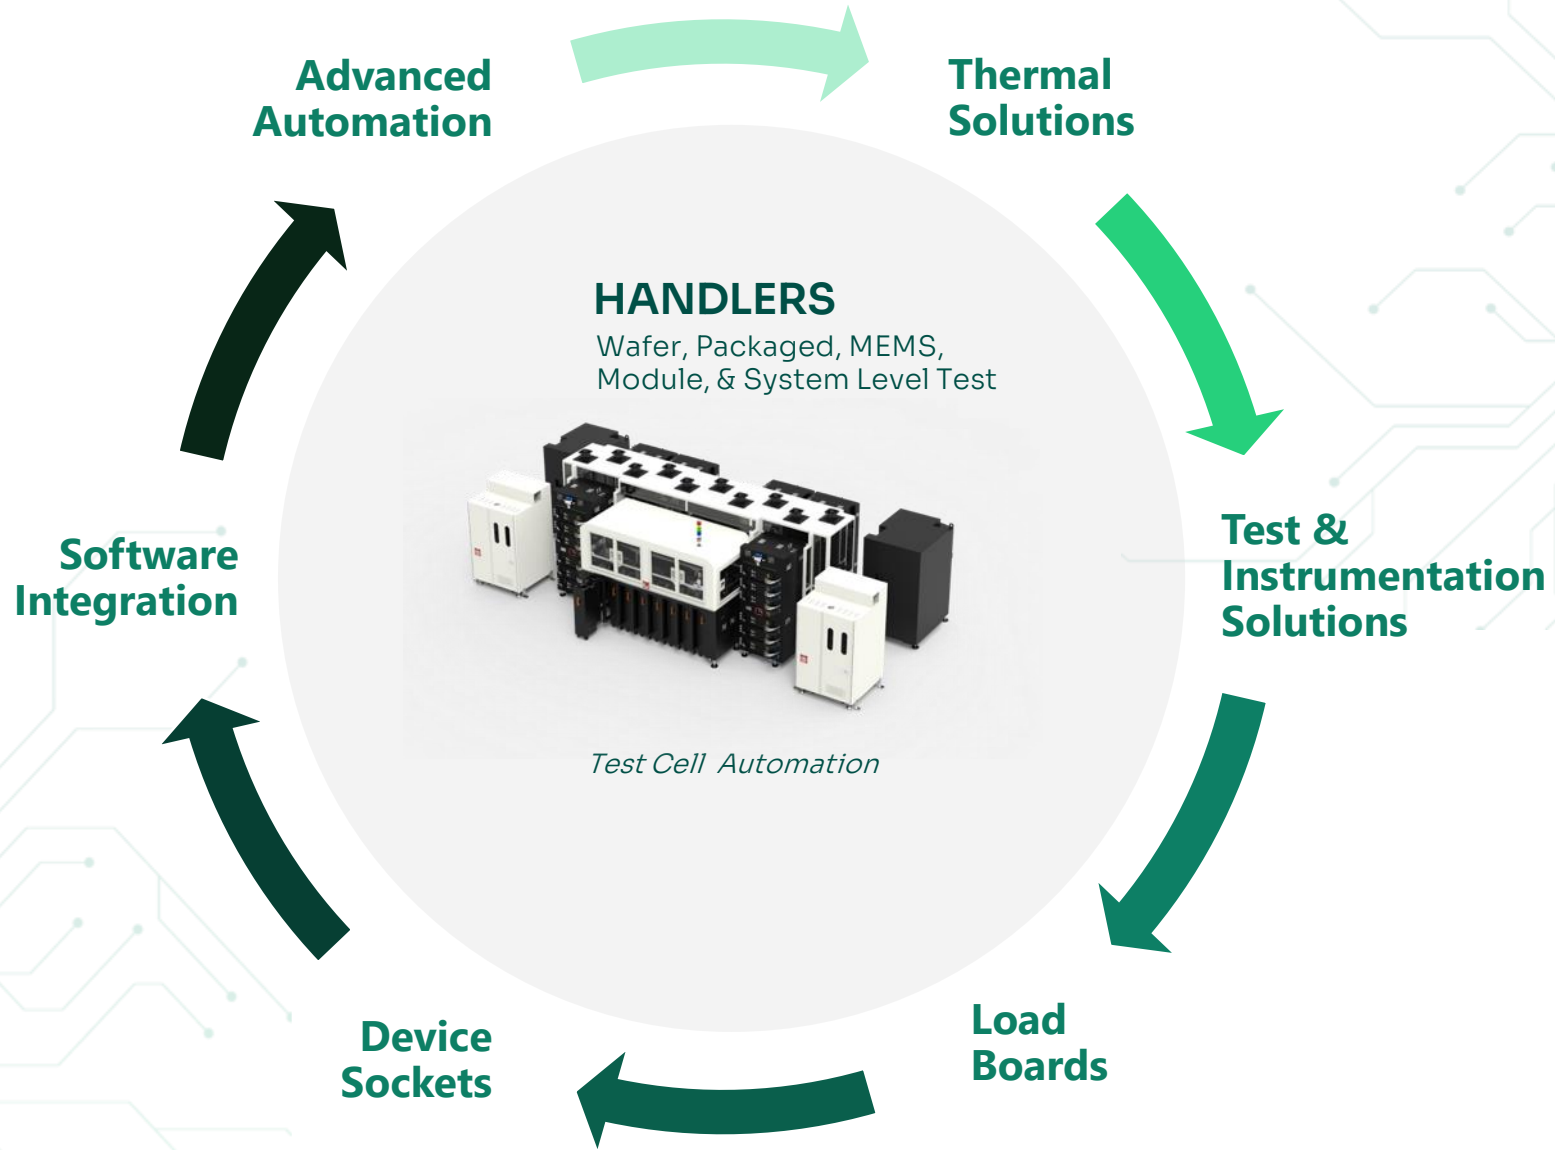 Advanced
Automation
Thermal
Solutions
HANDLERS
Wafer, Packaged, MEMS,
Module, & System Level Test
Test &
Instrumentation
Solutions
Software
Integration
Test Cell Automation
Load
Boards
Device
Sockets